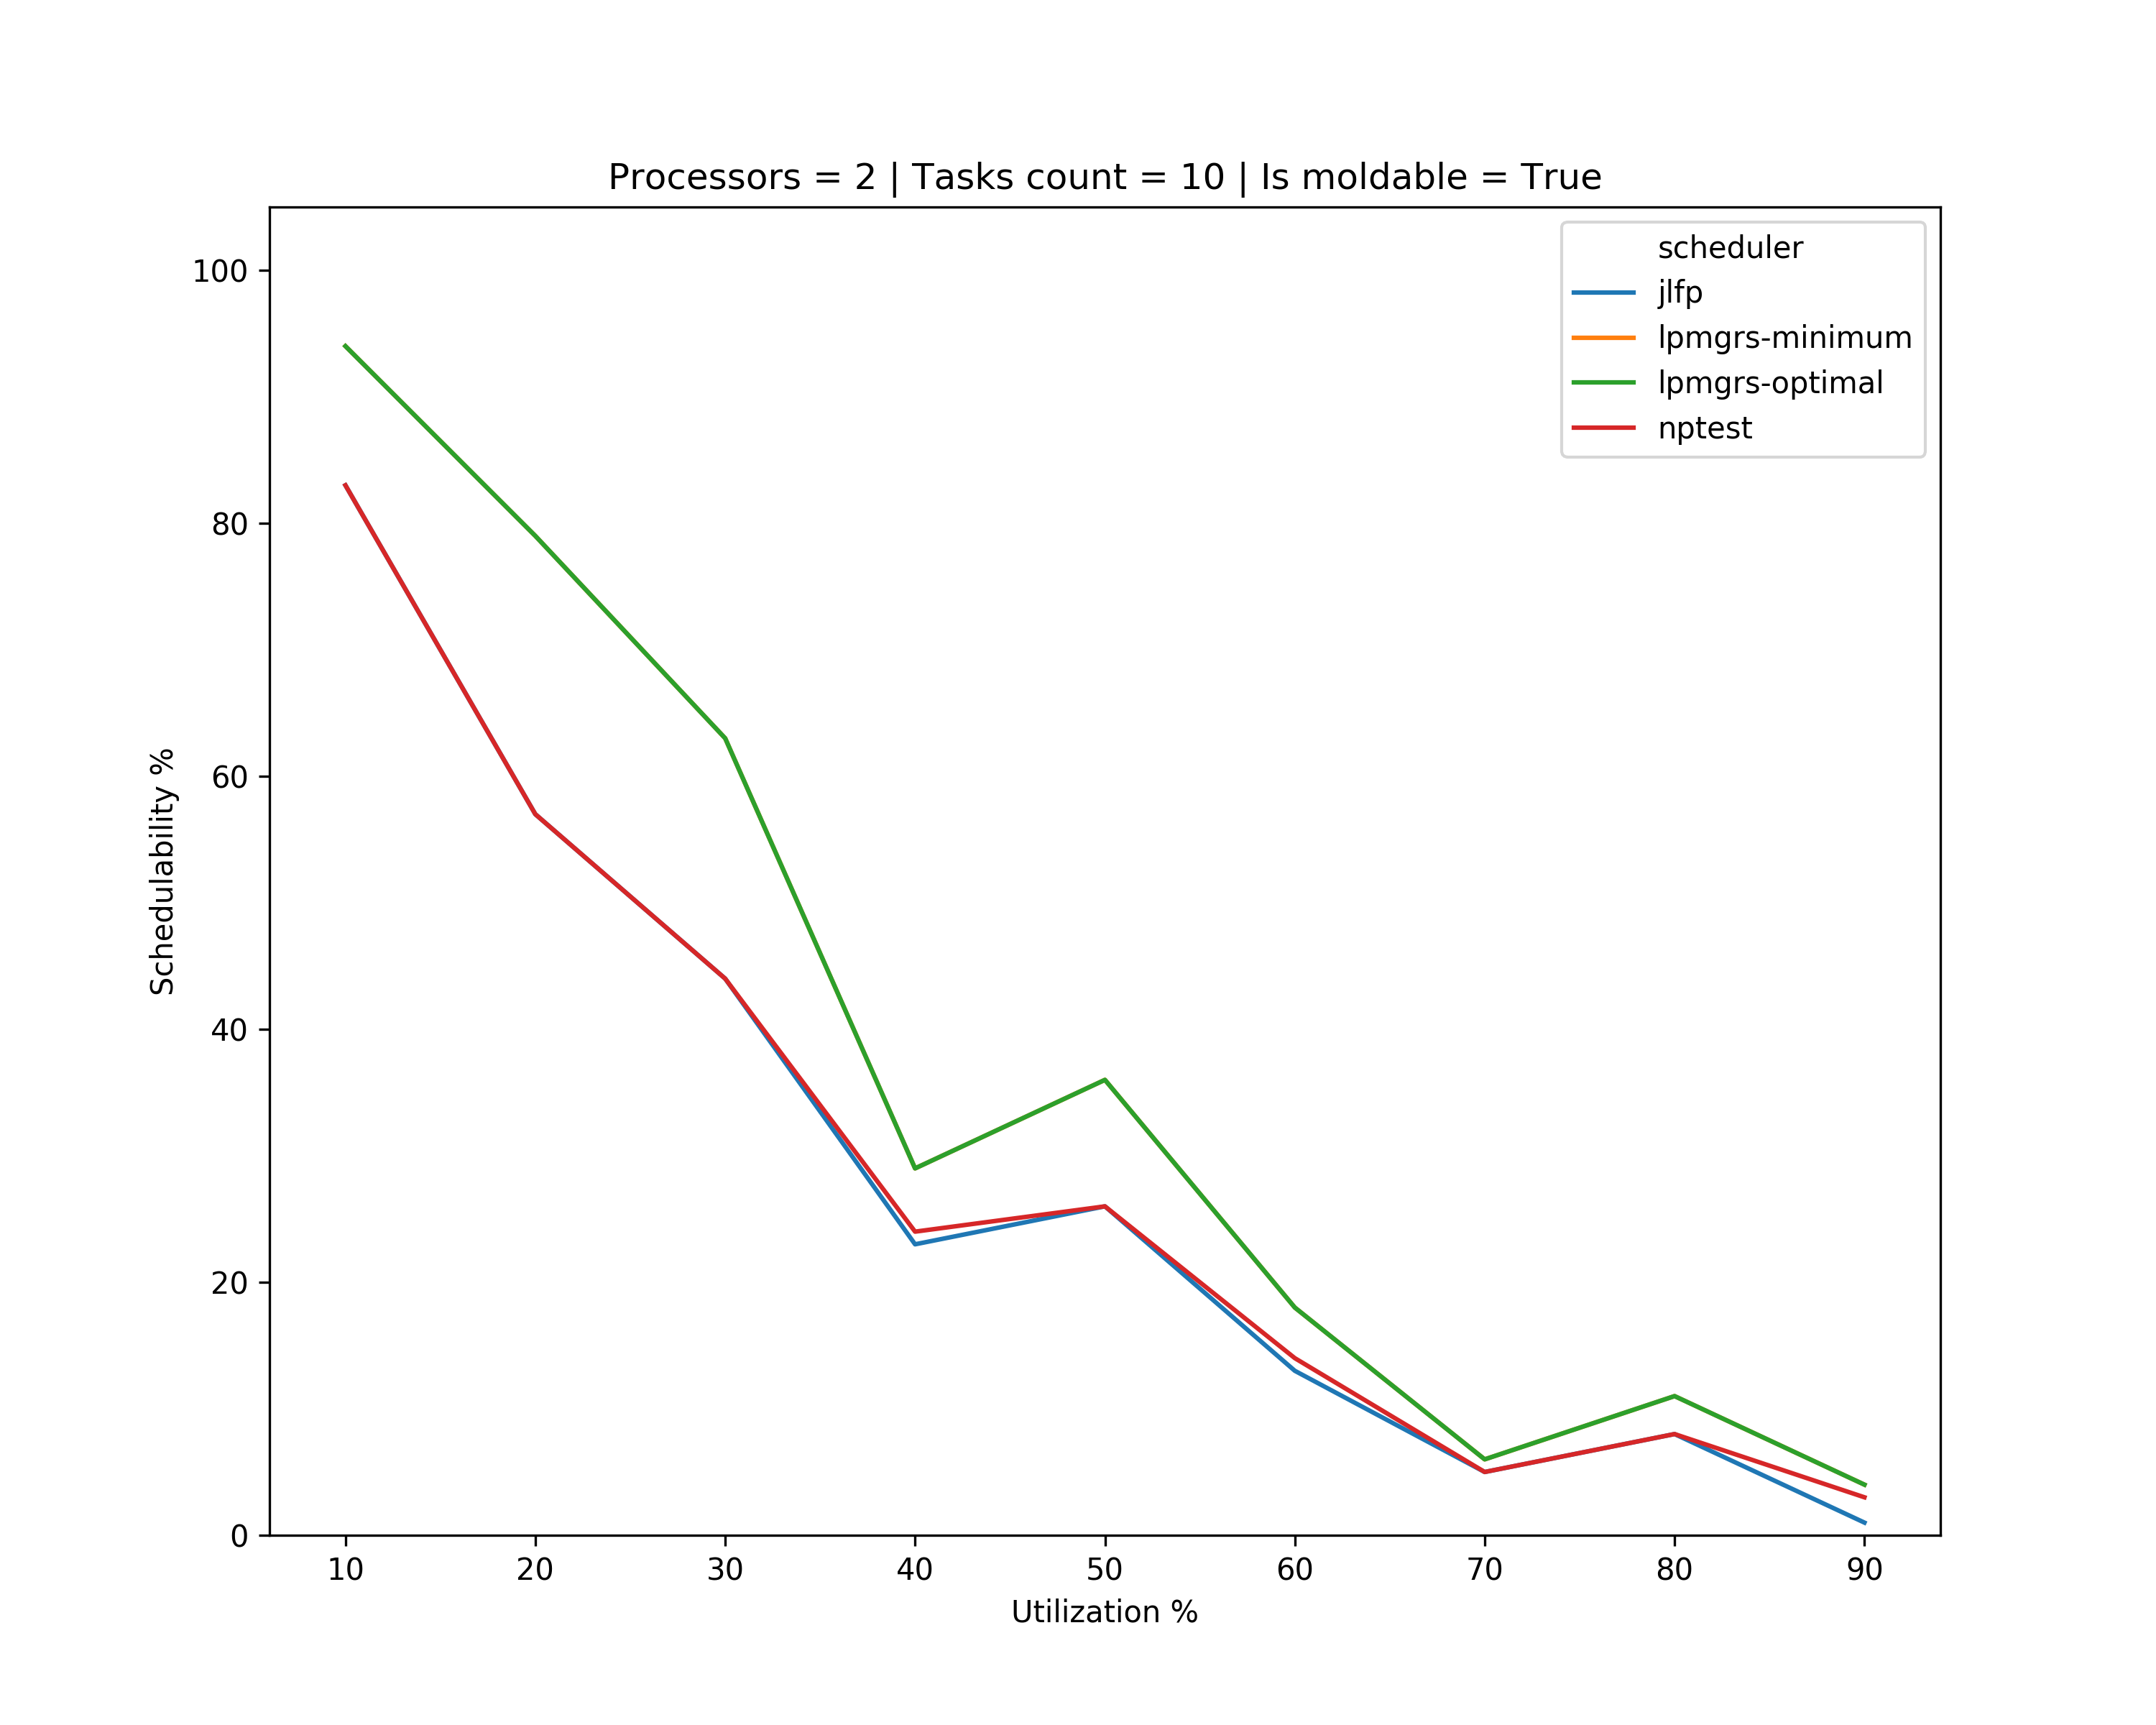 Processors = 2 | Tasks count = 10 | Is moldable = True
scheduler
jlfp
lpmgrs-minimum
lpmgrs-optimal
nptest
100
80
60
40
20
0
Schedulability %
10 20 30 40 50 60 70 80 90
Utilization %